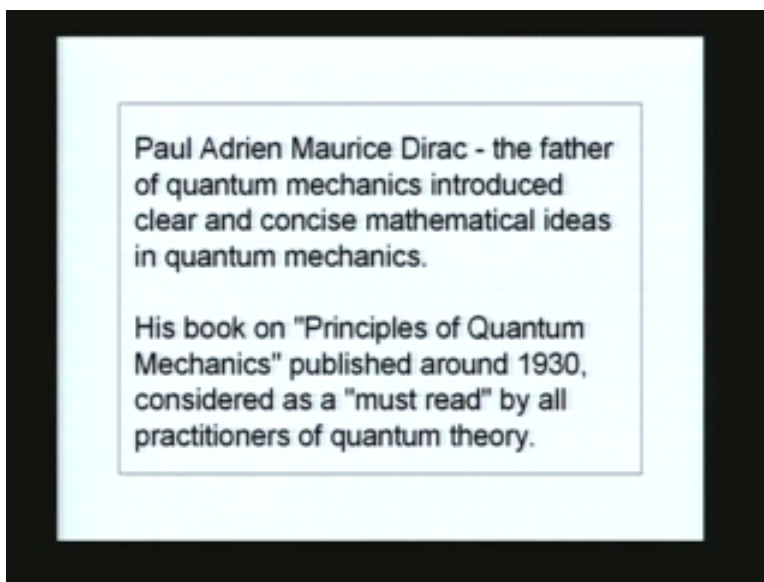 Paul Adrien Maurice Dirac - the father
of quantum mechanics introduced
clear and concise mathematical ideas
in quantum mechanics.
His book on "Principles of Quantum
Mechanics" published around 1930,
considered as a "must read" by all
practitioners of quantum theory.